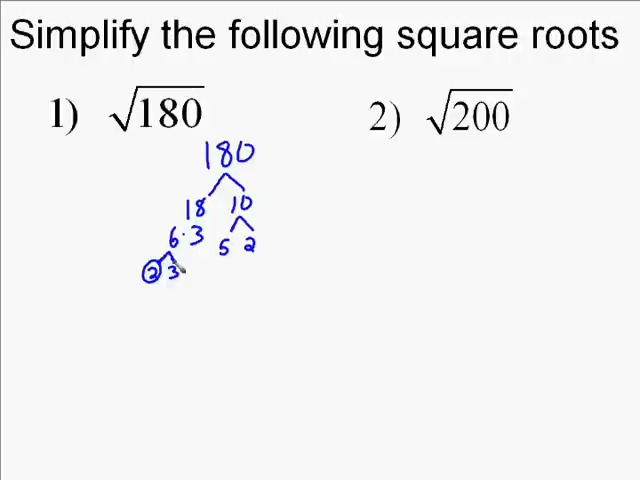 Simplify the following square roots
1) √180
2) √200
180
18 10
6·3 5 2
2 3